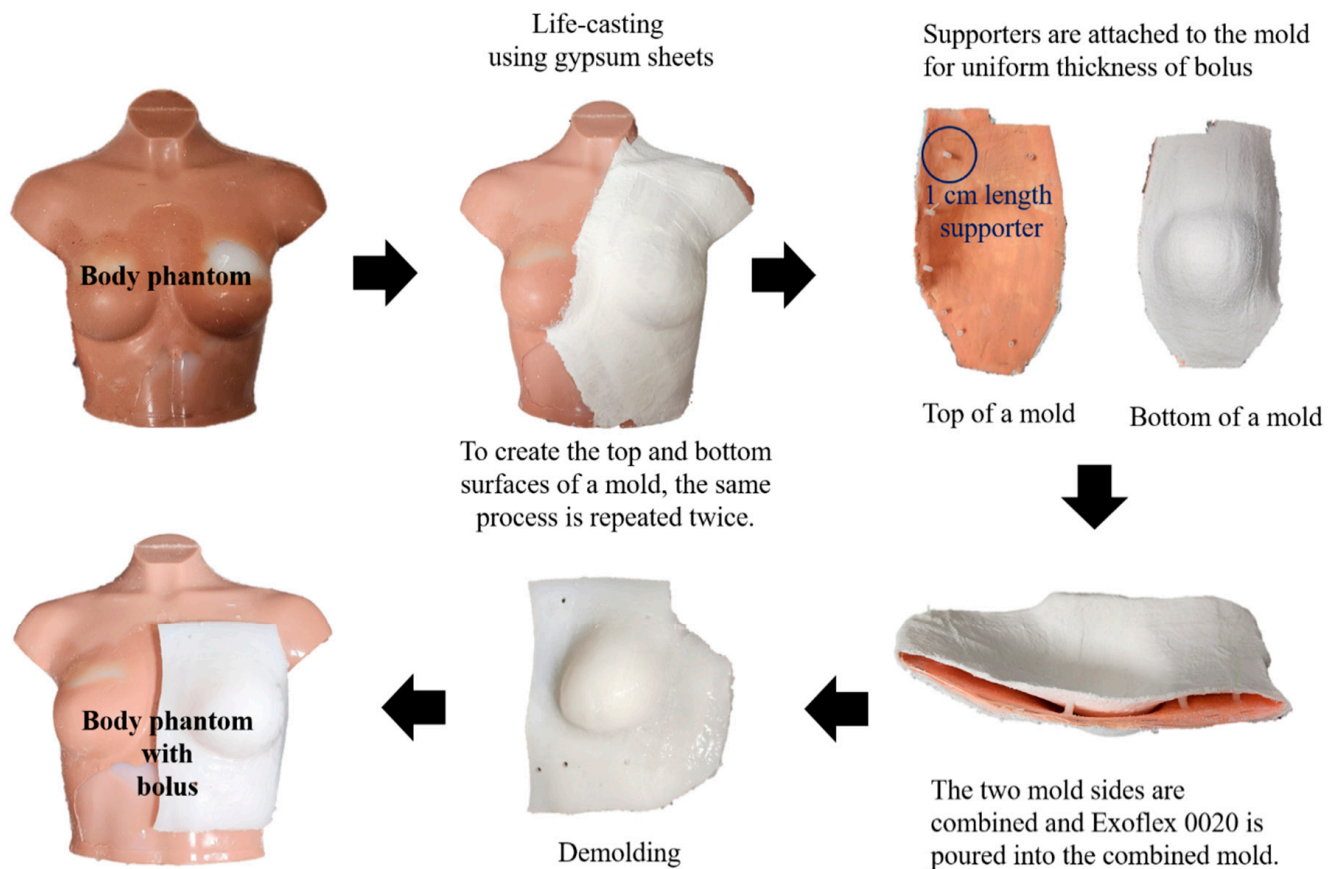 Life-casting
using gypsum sheets
Supporters are attached to the mold
for uniform thickness of bolus
Body phantom
1 cm length
supporter
Top of a mold
Bottom of a mold
To create the top and bottom
surfaces of a mold, the same
process is repeated twice.
The two mold sides are
combined and Exoflex 0020 is
poured into the combined mold.
Demolding
Body phantom
with
bolus